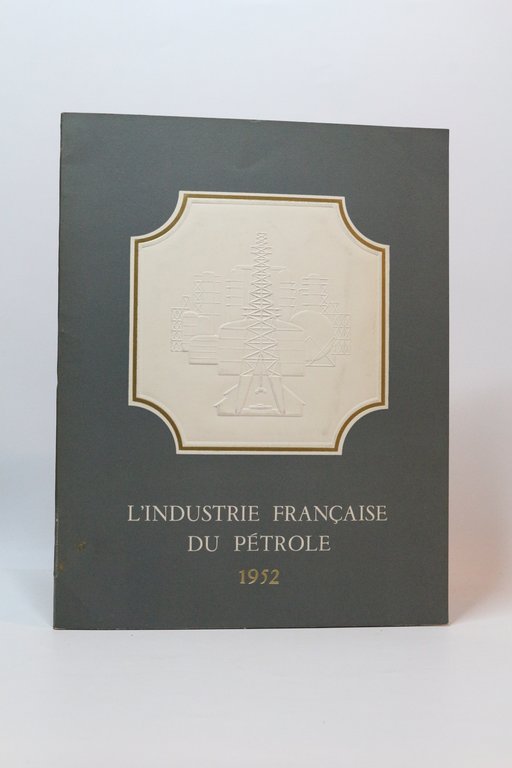 L'INDUSTRIE FRANÇAISE
DU PÉTROLE
1952